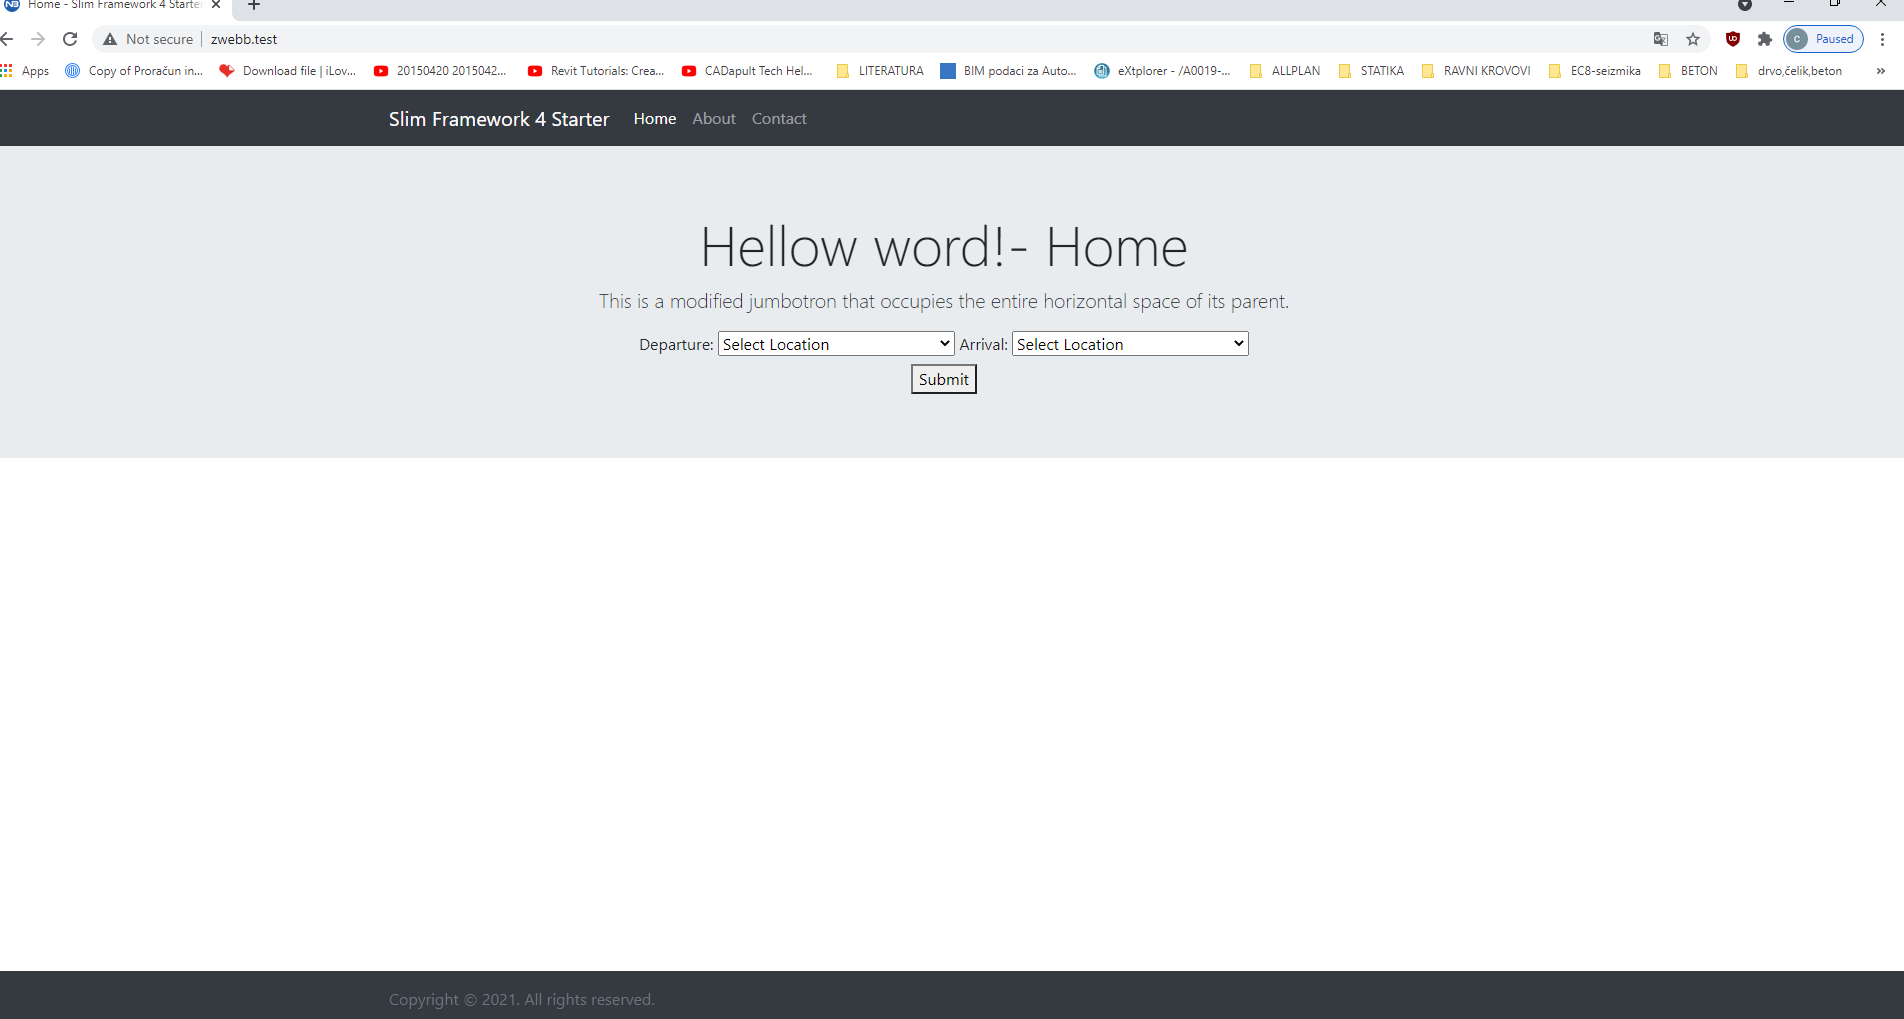 Home - Slim Framework 4 Starte
Not secure zwebb.test Paused
Apps Copy of Proračun in... Download file | iLov... 20150420 2015042... Revit Tutorials: Crea... CADapult Tech Hel... LITERATURA BIM podaci za Auto... eXtplorer - /A0019-... ALLPLAN STATIKA RAVNI KROVOVI EC8-seizmika BETON drvo,čelik,beton »
Slim Framework 4 Starter Home About Contact
Hellow word!- Home
This is a modified jumbotron that occupies the entire horizontal space of its parent.
Departure: Select Location Arrival: Select Location
Submit
Copyright © 2021. All rights reserved.